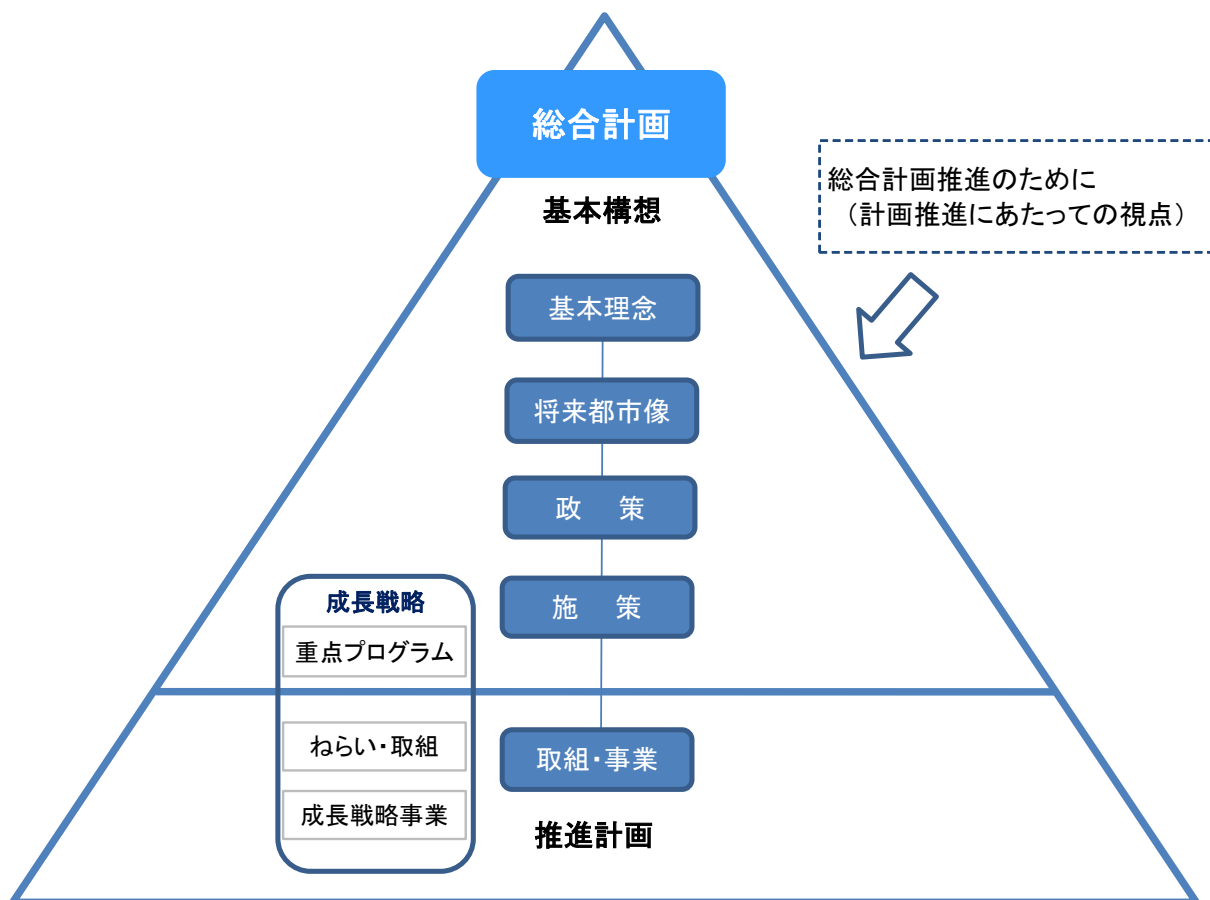 総合計画
総合計画推進のために
（計画推進にあたっての視点）
基本構想
基本理念
将来都市像
政　策
施　策
成長戦略
重点プログラム
ねらい・取組
成長戦略事業
取組・事業
推進計画